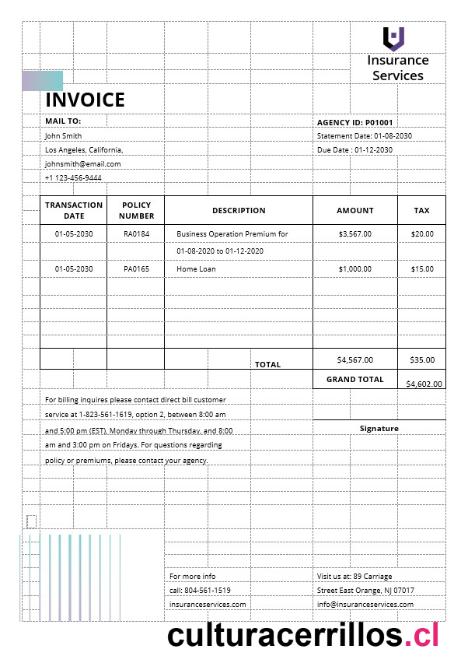 Insurance
Services
INVOICE
MAIL TO:
John Smith
Los Angeles, California,
johnsmith@email.com
+1 123-456-9444
AGENCY ID: P01001
Statement Date: 01-08-2030
Due Date : 01-12-2030
TRANSACTION DATE POLICY NUMBER DESCRIPTION AMOUNT TAX
01-05-2030 RA0184 Business Operation Premium for $3,567.00 $20.00
01-08-2020 to 01-12-2020
01-05-2030 PA0165 Home Loan $1,000.00 $15.00
TOTAL $4,567.00 $35.00
GRAND TOTAL $4,602.00
For billing inquires please contact direct bill customer
service at 1-823-561-1619, option 2, between 8:00 am
and 5:00 pm (EST), Monday through Thursday, and 8:00
am and 3:00 pm on Fridays. For questions regarding
policy or premiums, please contact your agency.
Signature
For more info
call: 804-561-1519
insuranceservices.com
Visit us at: 89 Carriage
Street East Orange, NJ 07017
info@insuranceservices.com
culturacerrillos.cl